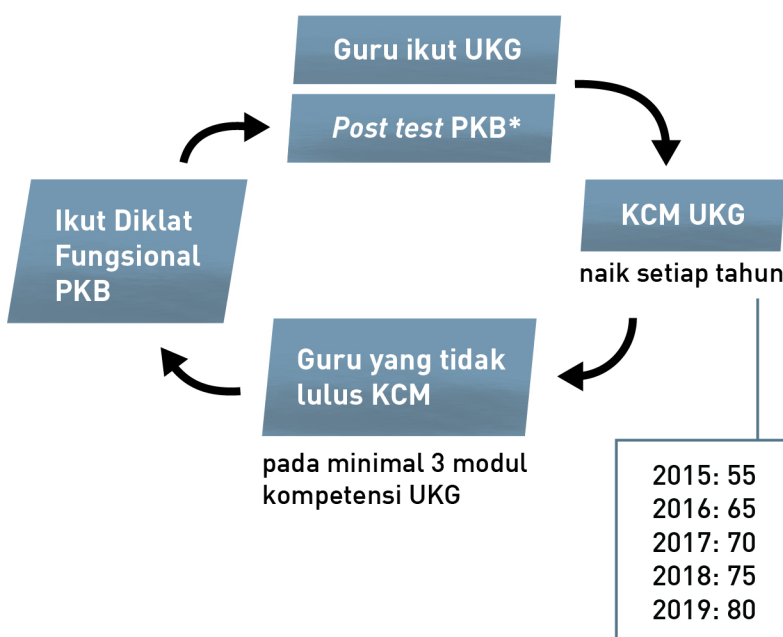 Guru ikut UKG
Post test PKB*
KCM UKG
naik setiap tahun
2015: 55
2016: 65
2017: 70
2018: 75
2019: 80
Guru yang tidak
lulus KCM
pada minimal 3 modul
kompetensi UKG
Ikut Diklat
Fungsional
PKB